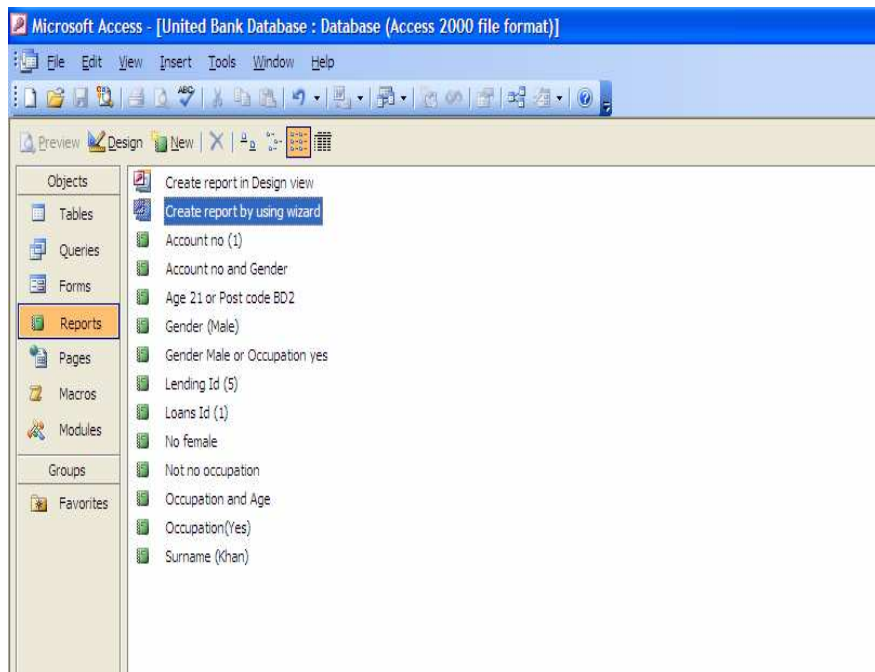 Microsoft Access - [United Bank Database : Database (Access 2000 file format)]
File Edit View Insert Tools Window Help
Preview Design New
Objects
Tables
Queries
Forms
Reports
Pages
Macros
Modules
Groups
Favorites
Create report in Design view
Create report by using wizard
Account no (1)
Account no and Gender
Age 21 or Post code BD2
Gender (Male)
Gender Male or Occupation yes
Lending Id (5)
Loans Id (1)
No female
Not no occupation
Occupation and Age
Occupation(Yes)
Surname (Khan)